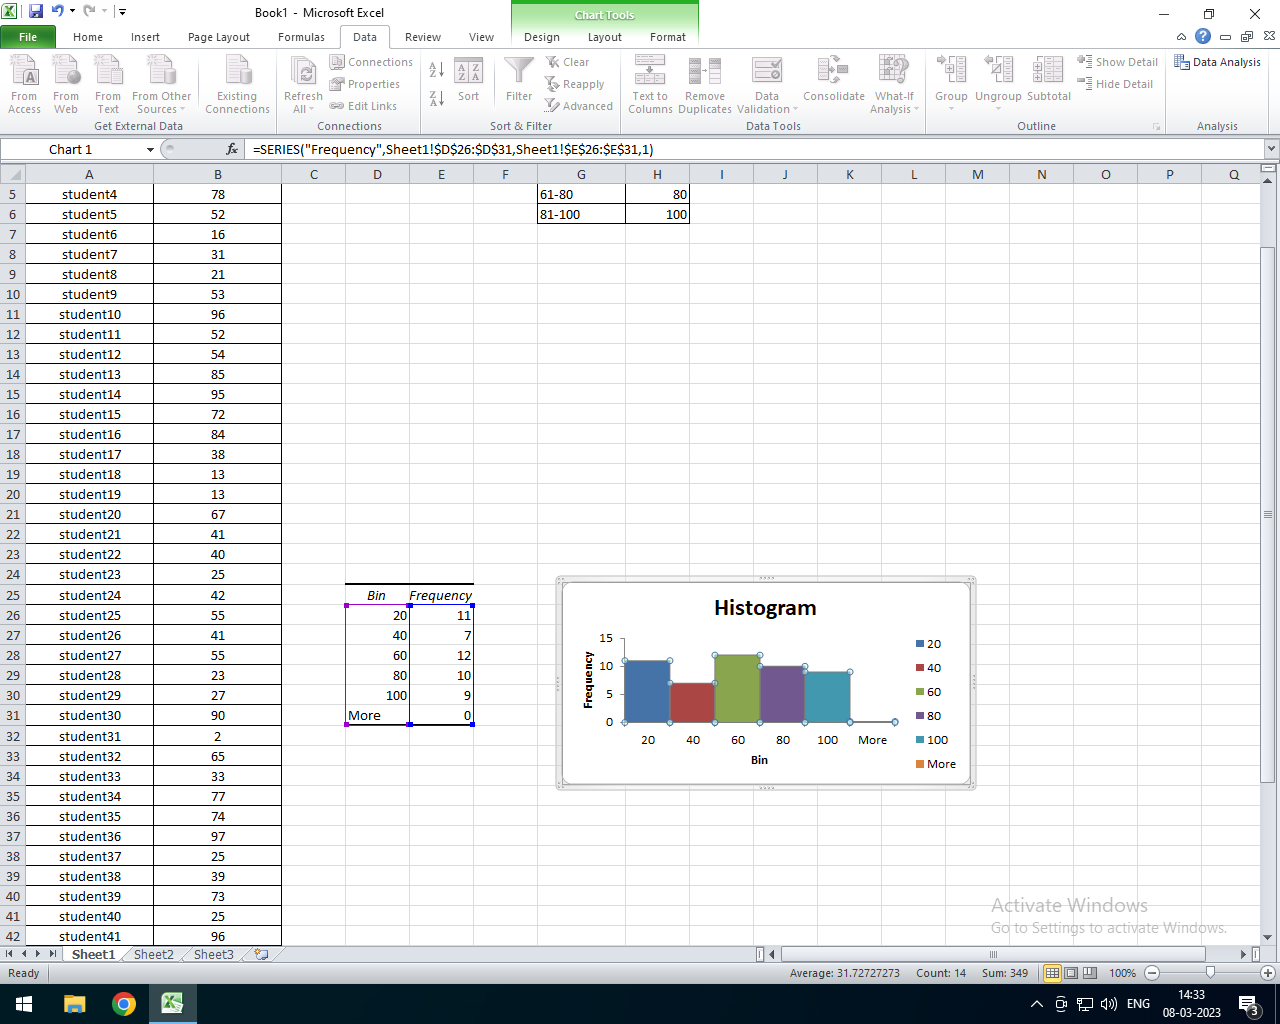 Book1 - Microsoft Excel
Chart Tools
File Home Insert Page Layout Formulas Data Review View Design Layout Format
From Access
From Web
From Text
From Other Sources
Existing Connections
Get External Data
Refresh All
Connections
Properties
Edit Links
Connections
Sort
Filter
Clear
Reapply
Advanced
Sort & Filter
Text to Columns
Remove Duplicates
Data Validation
Consolidate
What-If Analysis
Data Tools
Group
Ungroup
Subtotal
Show Detail
Hide Detail
Outline
Data Analysis
Analysis
Chart 1 fx =SERIES("Frequency",Sheet1!$D$26:$D$31,Sheet1!$E$26:$E$31,1)
A B C D E F G H I J K L M N O P Q
5 student4 78 61-80 80
6 student5 52 81-100 100
7 student6 16
8 student7 31
9 student8 21
10 student9 53
11 student10 96
12 student11 52
13 student12 54
14 student13 85
15 student14 95
16 student15 72
17 student16 84
18 student17 38
19 student18 13
20 student19 13
21 student20 67
22 student21 41
23 student22 40
24 student23 25
25 student24 42 Bin Frequency
26 student25 55 20 11
27 student26 41 40 7
28 student27 55 60 12
29 student28 23 80 10
30 student29 27 100 9
31 student30 90 More 0
32 student31 2
33 student32 65
34 student33 33
35 student34 77
36 student35 74
37 student36 97
38 student37 25
39 student38 39
40 student39 73
41 student40 25
42 student41 96
Histogram
Frequency
15
10
5
0
20 40 60 80 100 More
Bin
20
40
60
80
100
More
Activate Windows
Go to Settings to activate Windows.
Sheet1 Sheet2 Sheet3
Ready Average: 31.72727273 Count: 14 Sum: 349 100%
ENG 14:33
08-03-2023
3